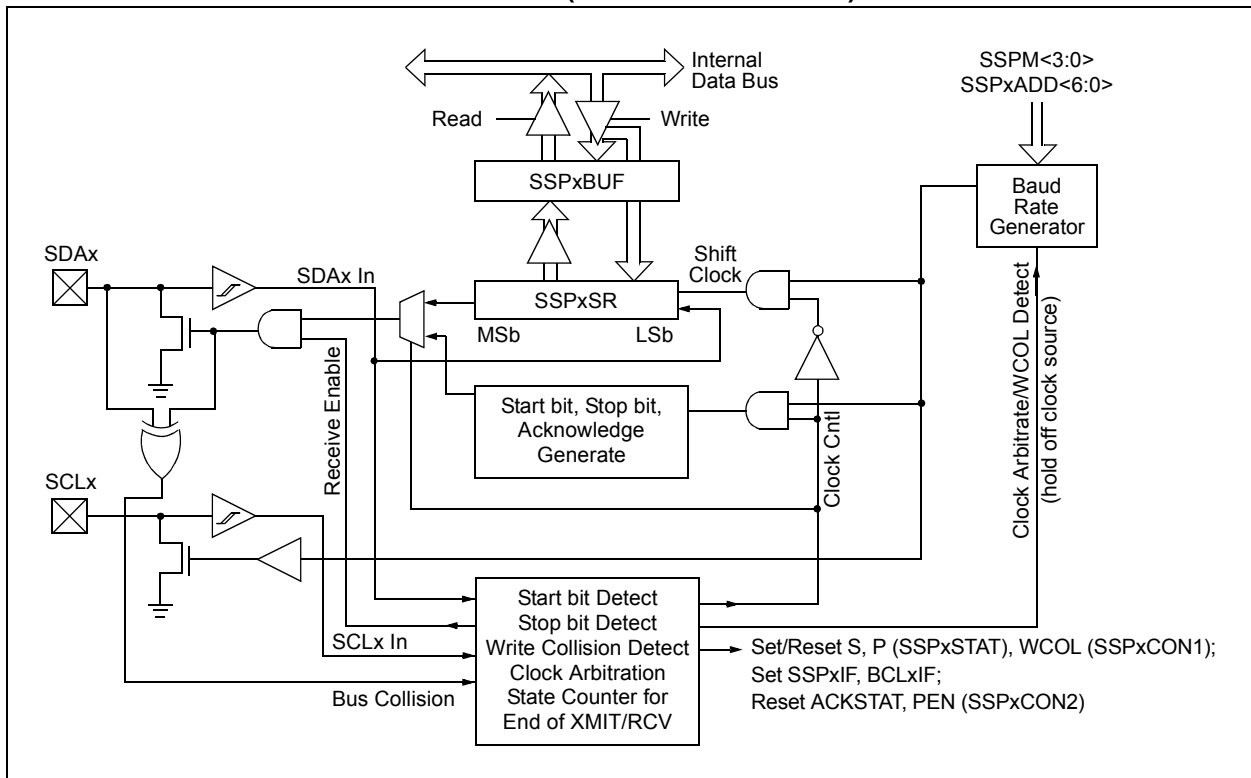 Internal
Data Bus
SSPM<3:0>
SSPxADD<6:0>
Read
Write
SSPxBUF
Baud
Rate
Generator
SDAx
SDAx In
Shift
Clock
SSPxSR
MSb
LSb
Receive Enable
Start bit, Stop bit,
Acknowledge
Generate
Clock Cntl
Clock Arbitrate/WCOL Detect
(hold off clock source)
SCLx
SCLx In
Bus Collision
Start bit Detect
Stop bit Detect
Write Collision Detect
Clock Arbitration
State Counter for
End of XMIT/RCV
Set/Reset S, P (SSPxSTAT), WCOL (SSPxCON1);
Set SSPxIF, BCLxIF;
Reset ACKSTAT, PEN (SSPxCON2)